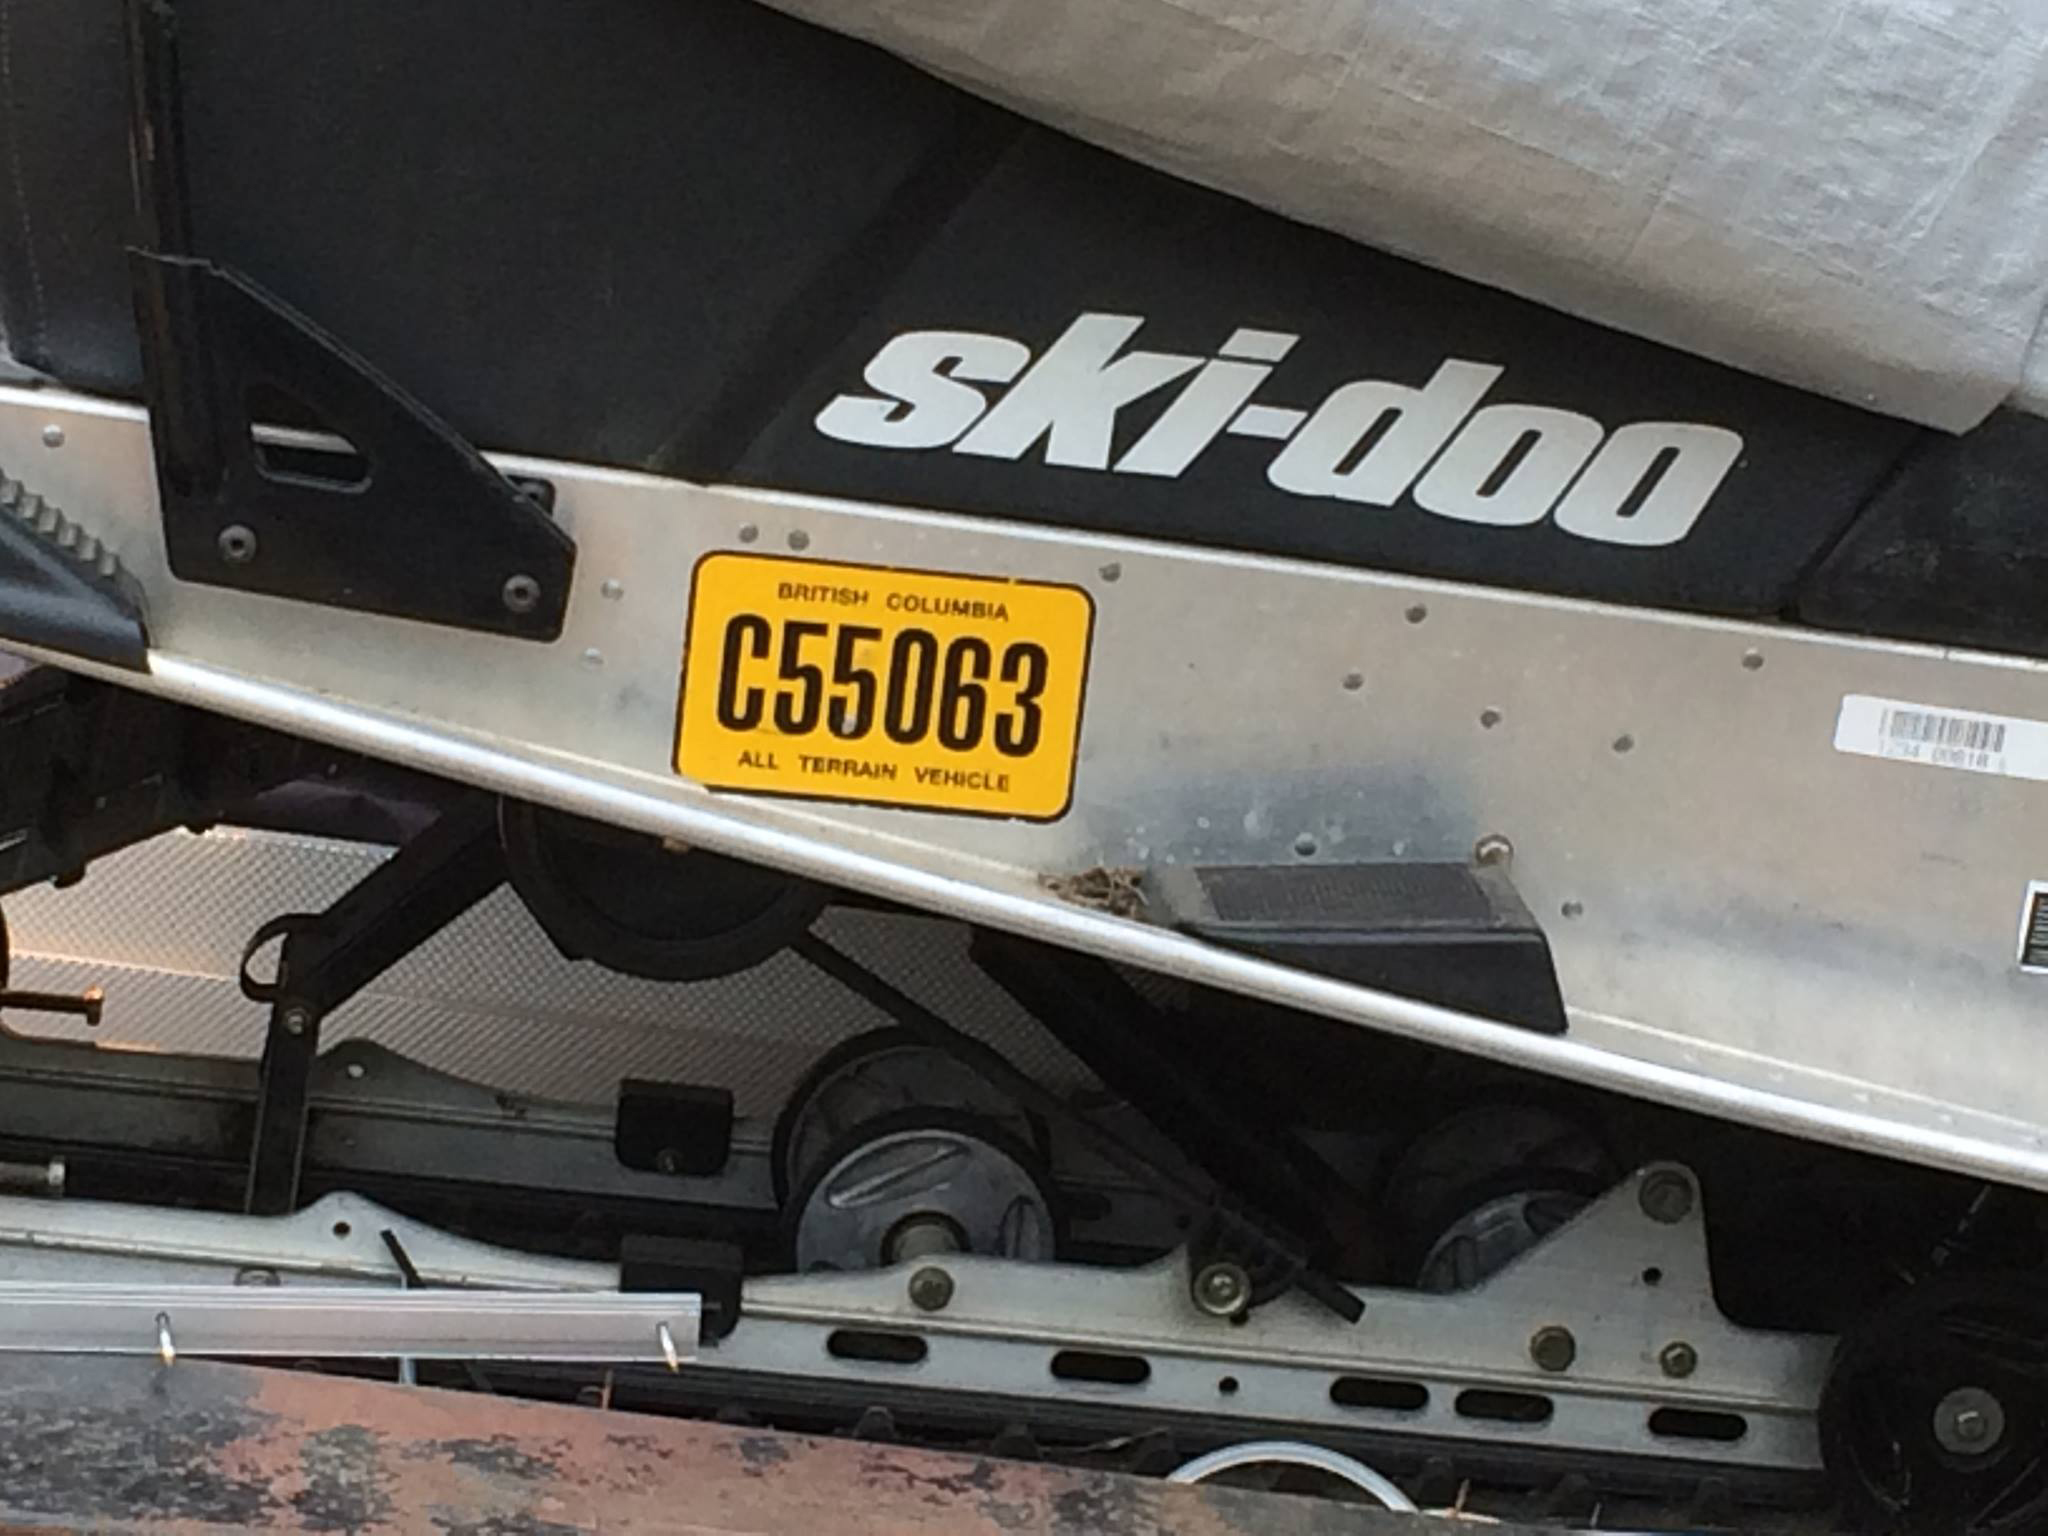 ski-doo
BRITISH COLUMBIA
C55063
ALL TERRAIN VEHICLE